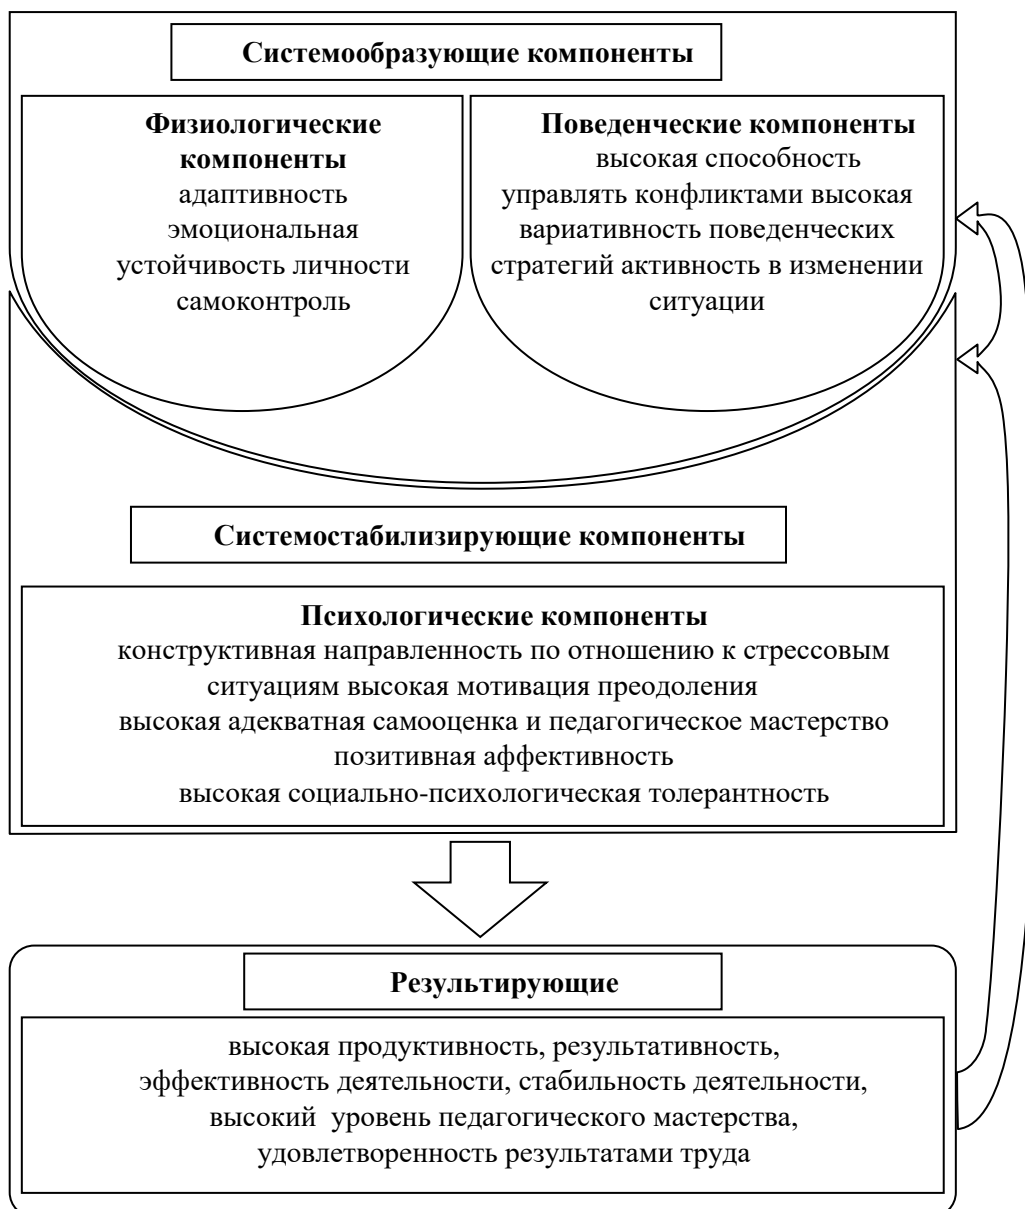 Системообразующие компоненты
Физиологические
компоненты
адаптивность
эмоциональная
устойчивость личности
самоконтроль
Поведенческие компоненты
высокая способность
управлять конфликтами высокая
вариативность поведенческих
стратегий активность в изменении
ситуации
Системостабилизирующие компоненты
Психологические компоненты
конструктивная направленность по отношению к стрессовым
ситуациям высокая мотивация преодоления
высокая адекватная самооценка и педагогическое мастерство
позитивная аффективность
высокая социально-психологическая толерантность
Результирующие
высокая продуктивность, результативность,
эффективность деятельности, стабильность деятельности,
высокий уровень педагогического мастерства,
удовлетворенность результатами труда